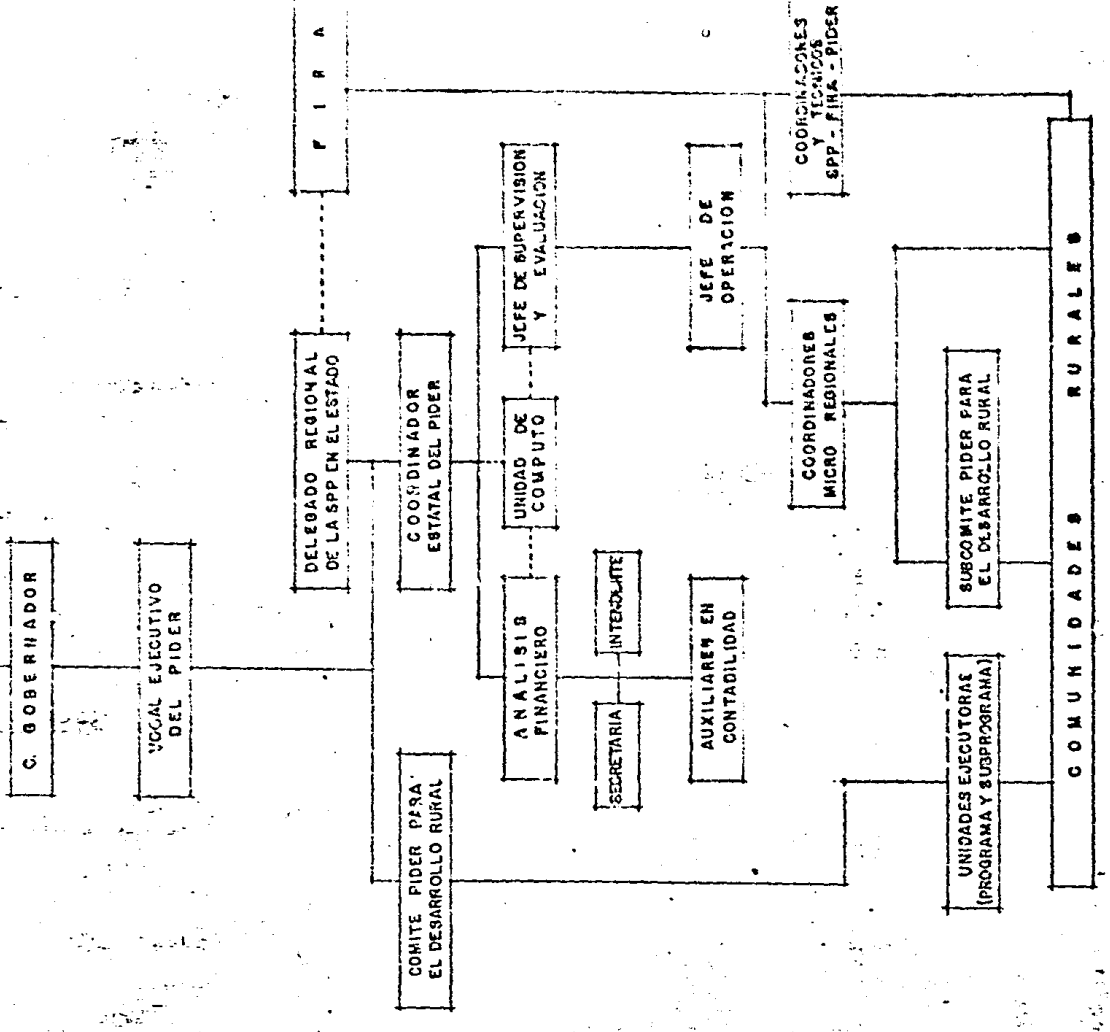 C. GOBERNADOR
VOCAL EJECUTIVO
DEL PIDER
DELEGADO REGIONAL
DE LA SPP EN EL ESTADO
F I R A
COMITE PIDER PARA
EL DESARROLLO RURAL
COORDINADOR
ESTATAL DEL PIDER
ANALISIS
FINANCIERO
UNIDAD DE
COMPUTO
JEFE DE SUPERVISION
Y EVALUACION
SECRETARIA
INTENDENTE
AUXILIARES EN
CONTABILIDAD
JEFE DE
OPERACION
COORDINADORES
MICRO REGIONALES
COORDINADORES
Y TECNICOS
SPP - FIRA - PIDER
UNIDADES EJECUTORAS
(PROGRAMA Y SUBPROGRAMA)
SUBCOMITE PIDER PARA
EL DESARROLLO RURAL
COMUNIDADES RURALES